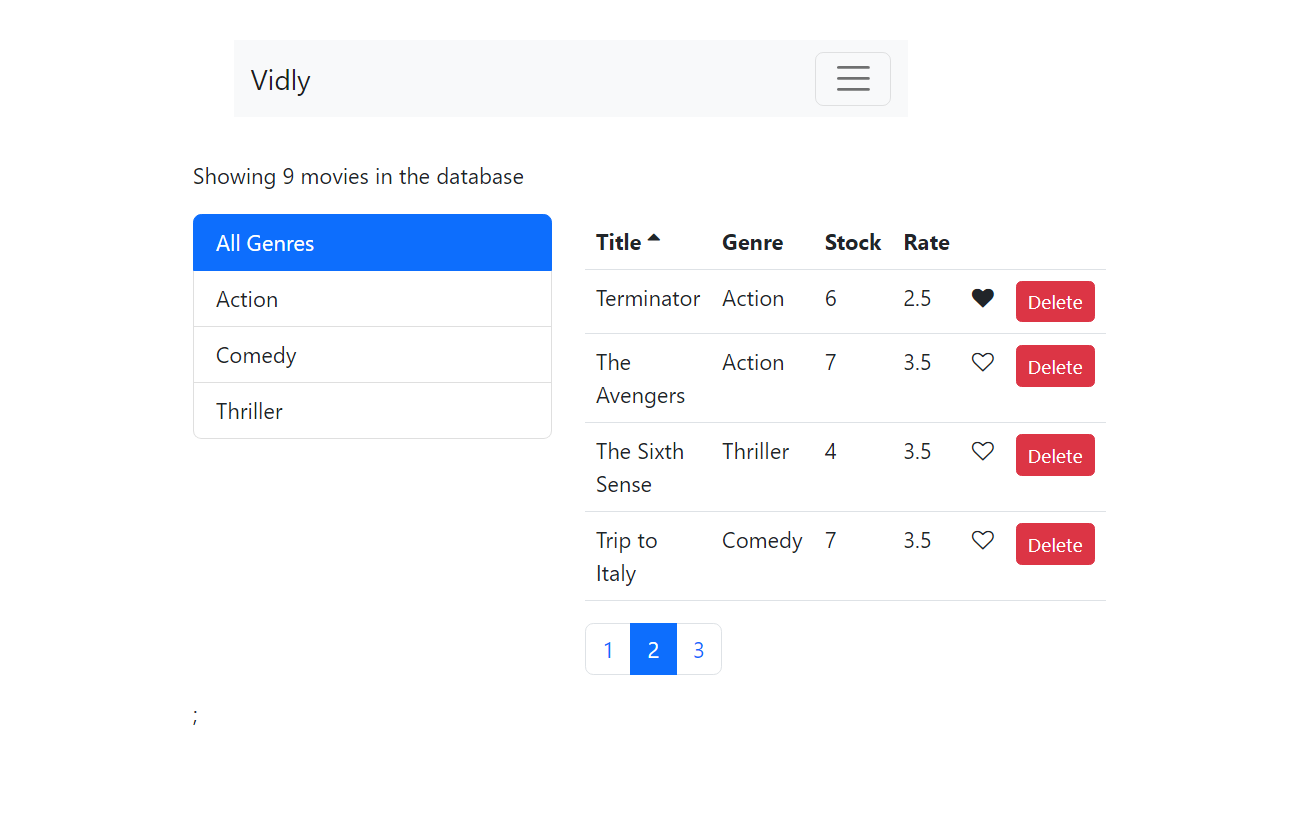 Vidly
Showing 9 movies in the database
All Genres
Action
Comedy
Thriller
Title Genre Stock Rate
Terminator Action 6 2.5 Delete
The Action 7 3.5 Delete
Avengers
The Sixth Thriller 4 3.5 Delete
Sense
Trip to Comedy 7 3.5 Delete
Italy
1 2 3
;